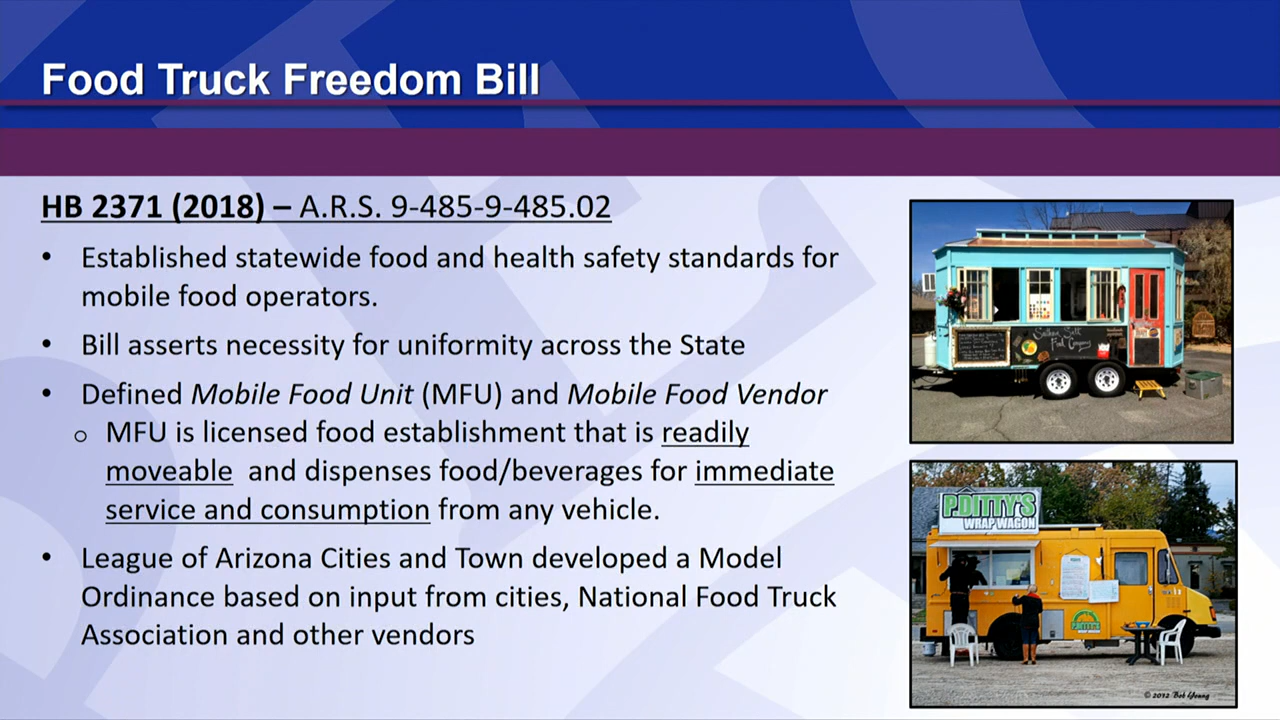 Food Truck Freedom Bill
HB 2371 (2018) – A.R.S. 9-485-9-485.02
• Established statewide food and health safety standards for
mobile food operators.
• Bill asserts necessity for uniformity across the State
• Defined Mobile Food Unit (MFU) and Mobile Food Vendor
o MFU is licensed food establishment that is readily
moveable and dispenses food/beverages for immediate
service and consumption from any vehicle.
• League of Arizona Cities and Town developed a Model
Ordinance based on input from cities, National Food Truck
Association and other vendors
P.DITTY'S
WRAP WAGON
© 2012 Bob Young